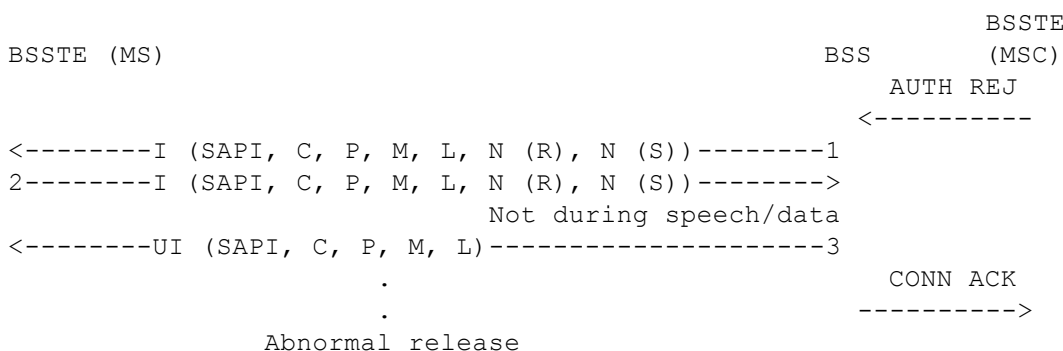 BSSTE
BSSTE (MS) BSS (MSC)
AUTH REJ
<----------
<--------I (SAPI, C, P, M, L, N (R), N (S))--------1
2--------I (SAPI, C, P, M, L, N (R), N (S))-------->
Not during speech/data
<--------UI (SAPI, C, P, M, L)---------------------3
. CONN ACK
. ---------->
Abnormal release